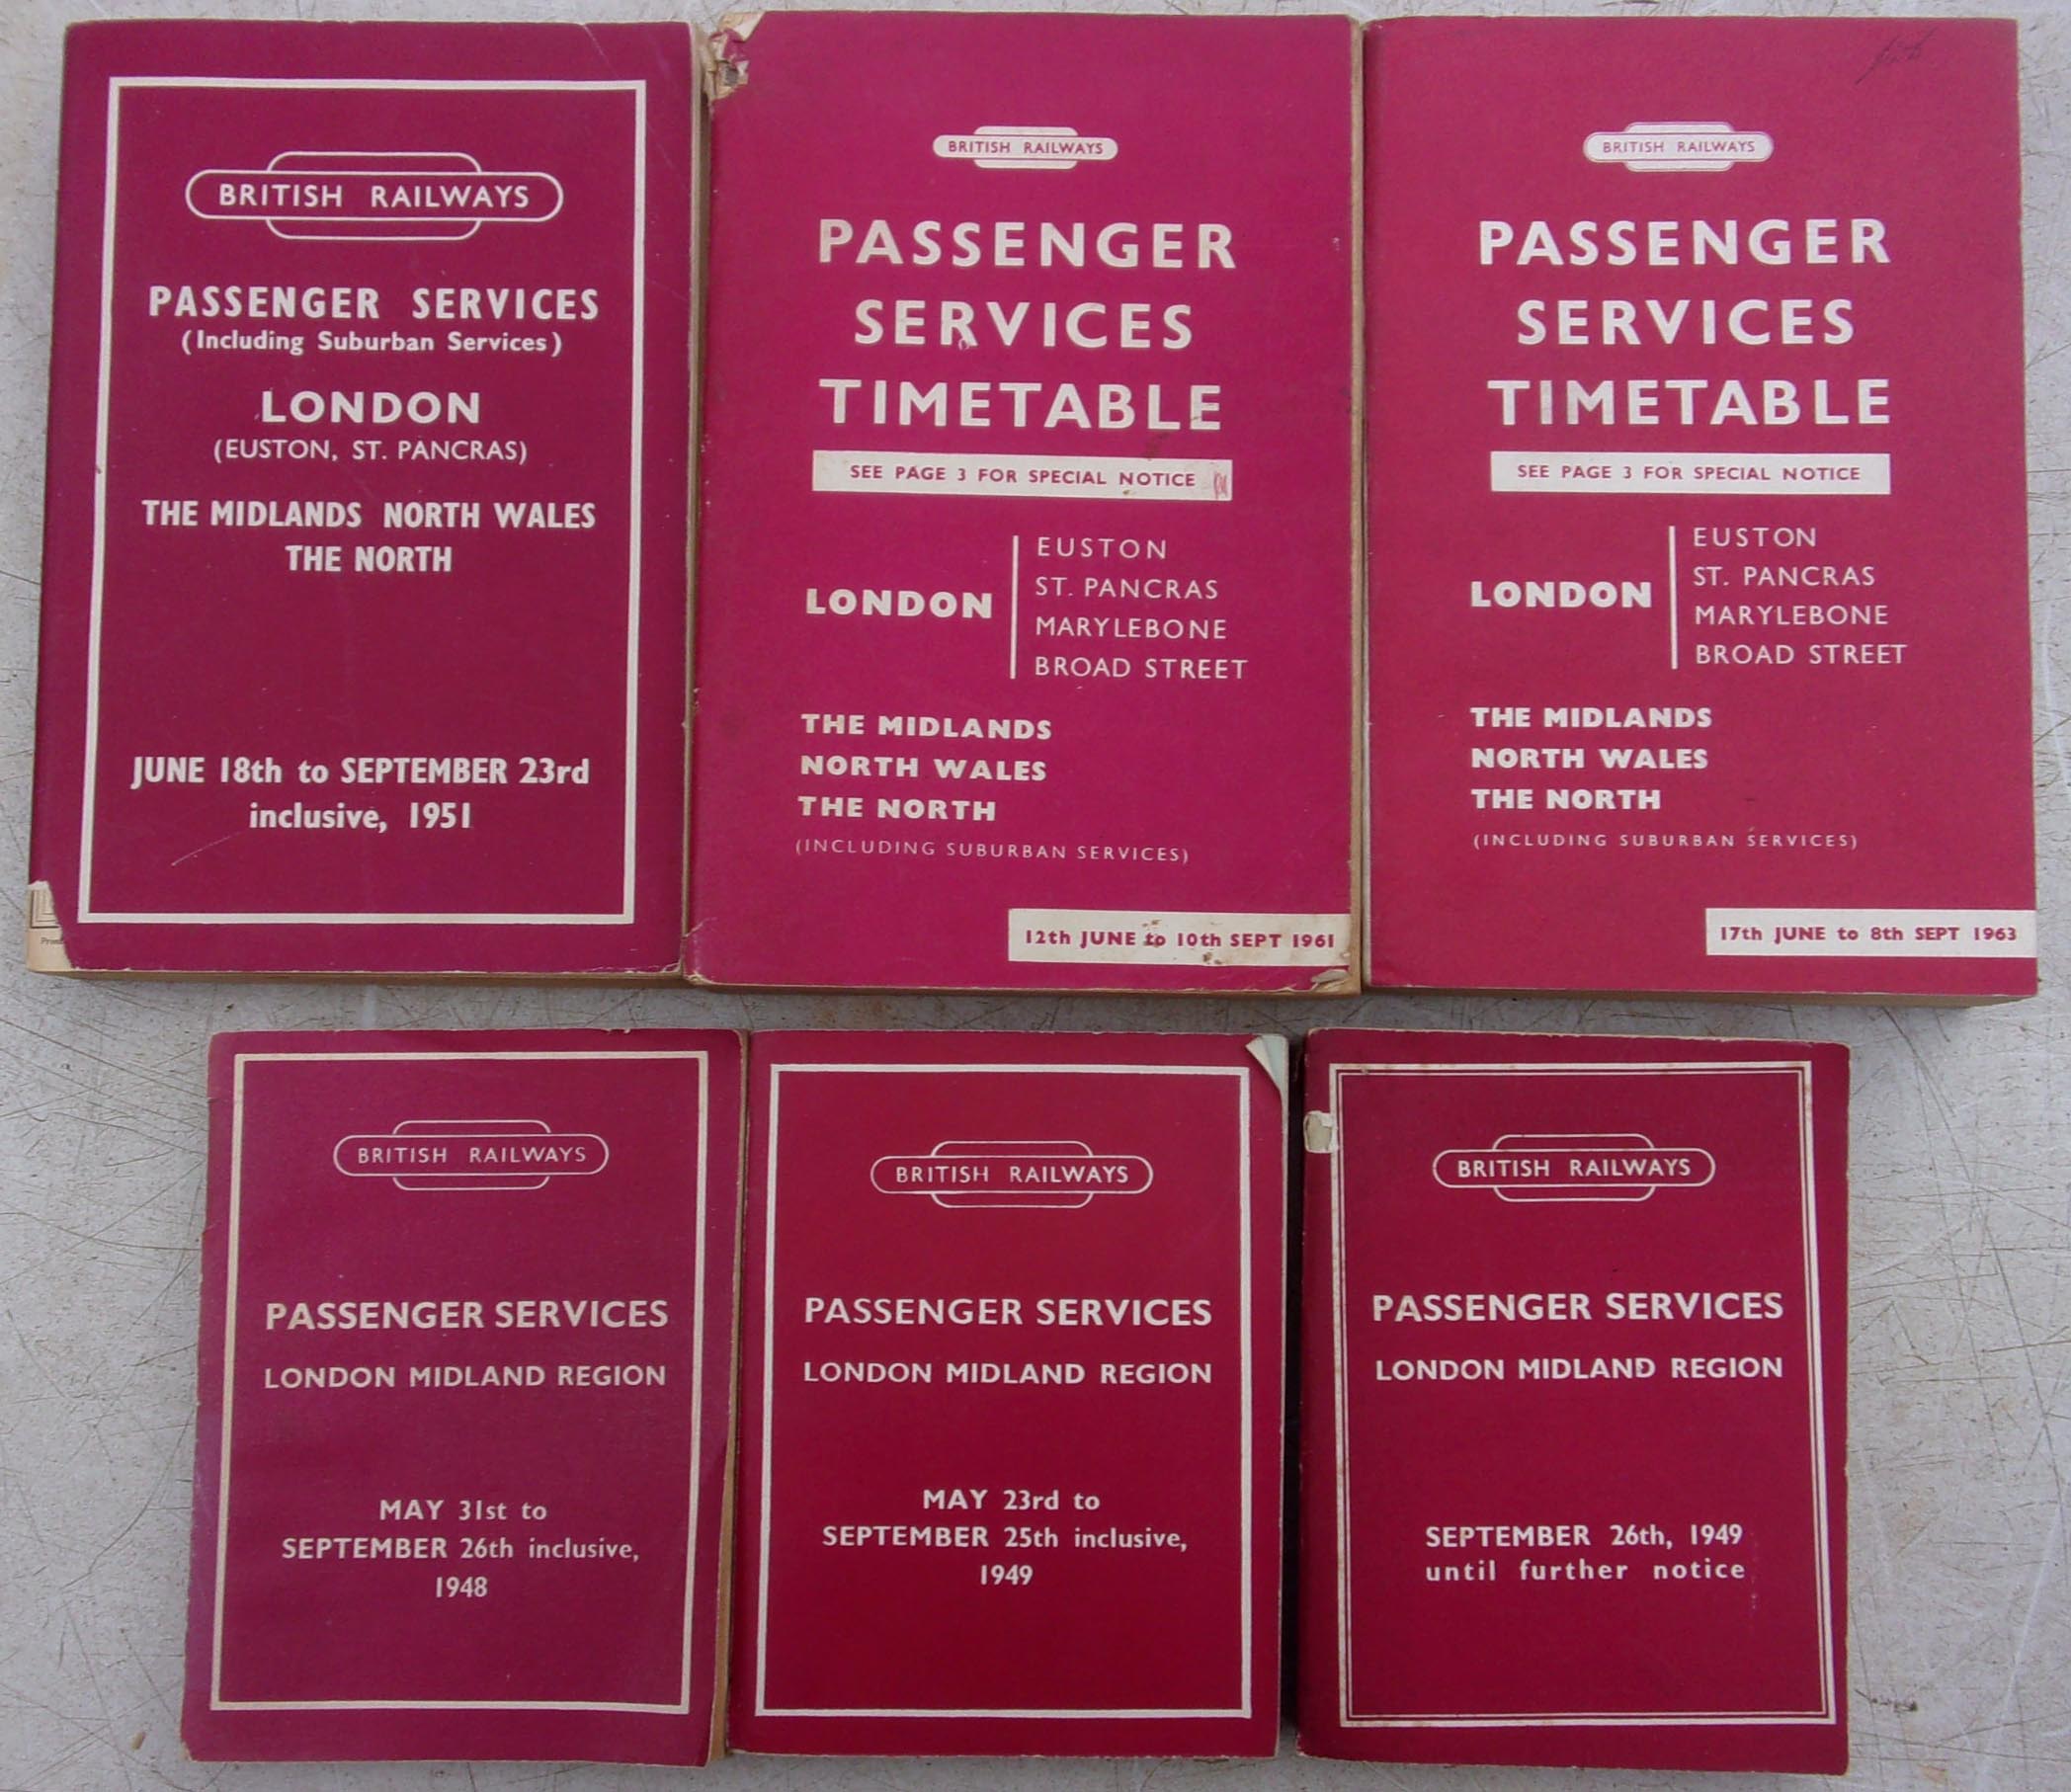 BRITISH RAILWAYS
PASSENGER SERVICES
(Including Suburban Services)
LONDON
(EUSTON, ST. PANCRAS)
THE MIDLANDS NORTH WALES
THE NORTH
JUNE 18th to SEPTEMBER 23rd
inclusive, 1951
BRITISH RAILWAYS
PASSENGER
SERVICES
TIMETABLE
SEE PAGE 3 FOR SPECIAL NOTICE
LONDON
EUSTON
ST. PANCRAS
MARYLEBONE
BROAD STREET
THE MIDLANDS
NORTH WALES
THE NORTH
(INCLUDING SUBURBAN SERVICES)
12th JUNE to 10th SEPT 1961
BRITISH RAILWAYS
PASSENGER
SERVICES
TIMETABLE
SEE PAGE 3 FOR SPECIAL NOTICE
LONDON
EUSTON
ST. PANCRAS
MARYLEBONE
BROAD STREET
THE MIDLANDS
NORTH WALES
THE NORTH
(INCLUDING SUBURBAN SERVICES)
17th JUNE to 8th SEPT 1963
BRITISH RAILWAYS
PASSENGER SERVICES
LONDON MIDLAND REGION
MAY 31st to
SEPTEMBER 26th inclusive,
1948
BRITISH RAILWAYS
PASSENGER SERVICES
LONDON MIDLAND REGION
MAY 23rd to
SEPTEMBER 25th inclusive,
1949
BRITISH RAILWAYS
PASSENGER SERVICES
LONDON MIDLAND REGION
SEPTEMBER 26th, 1949
until further notice